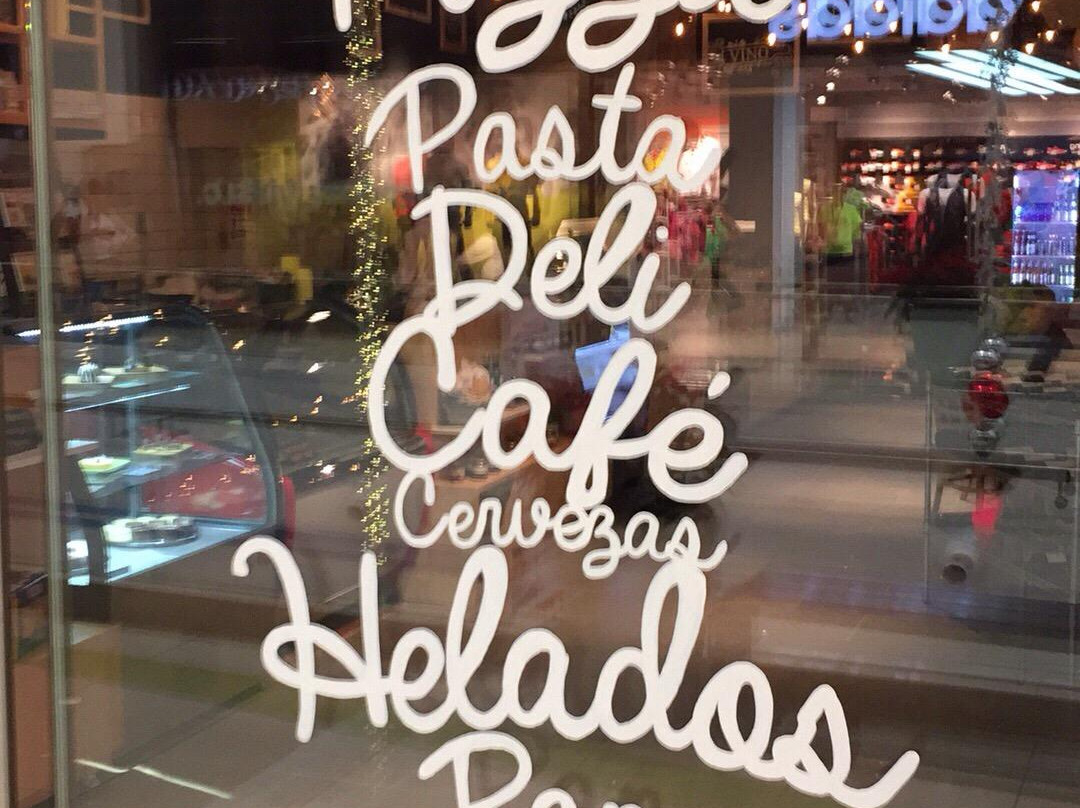 Pasta
Deli
Café
Cervezas
Helados